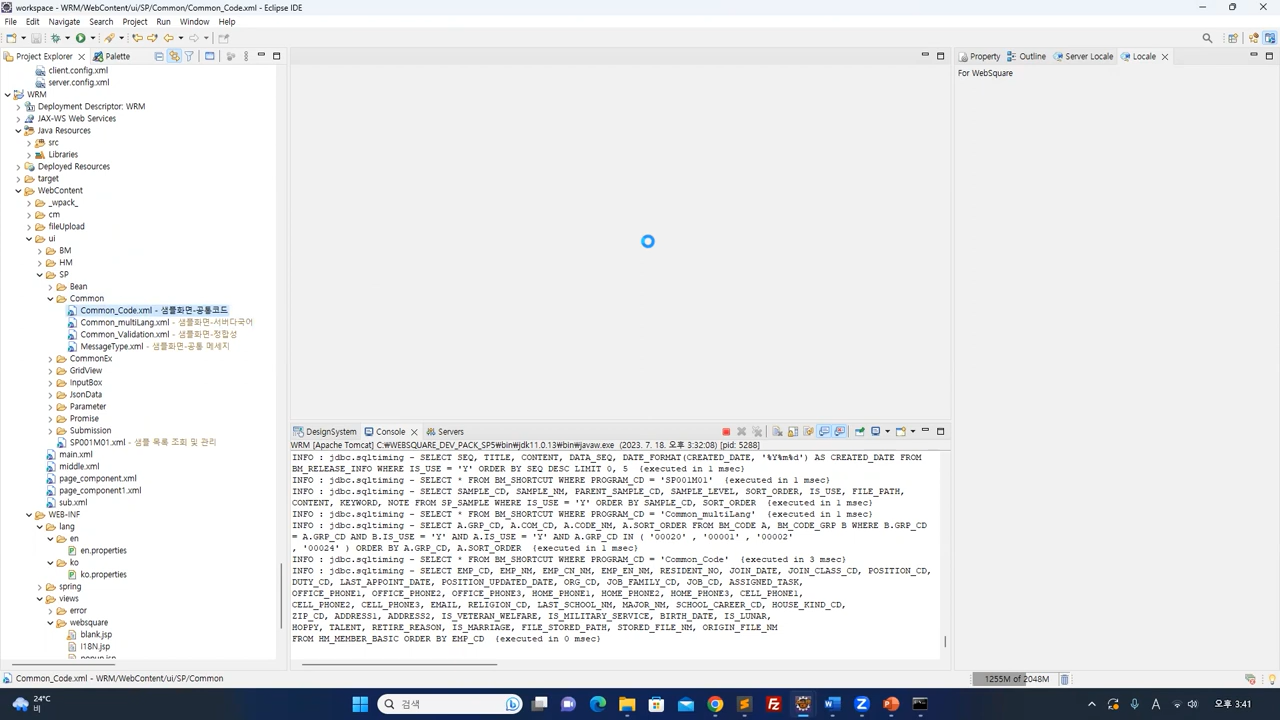 workspace - WRM/WebContent/ui/SP/Common/Common_Code.xml - Eclipse IDE
File Edit Navigate Search Project Run Window Help
Project Explorer Palette
Property Outline Server Locale Locale
client.config.xml
For WebSquare
server.config.xml
WRM
Deployment Descriptor: WRM
JAX-WS Web Services
Java Resources
src
Libraries
Deployed Resources
target
WebContent
_wpack_
cm
fileUpload
ui
BM
HM
SP
Bean
Common
Common_Code.xml - 샘플화면-공통코드
Common_multiLang.xml - 샘플화면-서버다국어
Common_Validation.xml - 샘플화면-정합성
MessageType.xml - 샘플화면-공통 메세지
CommonEx
GridView
InputBox
JsonData
Parameter
Promise
Submission
SP001M01.xml - 샘플 목록 조회 및 관리
main.xml
middle.xml
page_component.xml
page_component1.xml
sub.xml
WEB-INF
lang
en
en.properties
ko
ko.properties
spring
views
error
websquare
blank.jsp
I18N.jsp
popup.jsp
DesignSystem Console Servers
WRM [Apache Tomcat] C:₩WEBSQUARE_DEV_PACK_SP5₩bin₩jdk11.0.13₩bin₩javaw.exe (2023. 7. 18. 오후 3:32:08) [pid: 5288]
INFO : jdbc.sqltiming - SELECT SEQ, TITLE, CONTENT, DATA_SEQ, DATE_FORMAT(CREATED_DATE, '%Y%m%d') AS CREATED_DATE FROM
BM_RELEASE_INFO WHERE IS_USE = 'Y' ORDER BY SEQ DESC LIMIT 0, 5 {executed in 1 msec}
INFO : jdbc.sqltiming - SELECT * FROM BM_SHORTCUT WHERE PROGRAM_CD = 'SP001M01' {executed in 1 msec}
INFO : jdbc.sqltiming - SELECT SAMPLE_CD, SAMPLE_NM, PARENT_SAMPLE_CD, SAMPLE_LEVEL, SORT_ORDER, IS_USE, FILE_PATH,
CONTENT, KEYWORD, NOTE FROM SP_SAMPLE WHERE IS_USE = 'Y' ORDER BY SAMPLE_CD, SORT_ORDER {executed in 1 msec}
INFO : jdbc.sqltiming - SELECT * FROM BM_SHORTCUT WHERE PROGRAM_CD = 'Common_multiLang' {executed in 1 msec}
INFO : jdbc.sqltiming - SELECT A.GRP_CD, A.COM_CD, A.CODE_NM, A.SORT_ORDER FROM BM_CODE A, BM_CODE_GRP B WHERE B.GRP_CD
= A.GRP_CD AND B.IS_USE = 'Y' AND A.IS_USE = 'Y' AND A.GRP_CD IN ( '00020' , '00001' , '00002'
, '00024' ) ORDER BY A.GRP_CD, A.SORT_ORDER {executed in 1 msec}
INFO : jdbc.sqltiming - SELECT * FROM BM_SHORTCUT WHERE PROGRAM_CD = 'Common_Code' {executed in 3 msec}
INFO : jdbc.sqltiming - SELECT EMP_CD, EMP_NM, EMP_CN_NM, EMP_EN_NM, RESIDENT_NO, JOIN_DATE, JOIN_CLASS_CD, POSITION_CD,
DUTY_CD, LAST_APPOINT_DATE, POSITION_UPDATED_DATE, ORG_CD, JOB_FAMILY_CD, JOB_CD, ASSIGNED_TASK,
OFFICE_PHONE1, OFFICE_PHONE2, OFFICE_PHONE3, HOME_PHONE1, HOME_PHONE2, HOME_PHONE3, CELL_PHONE1,
CELL_PHONE2, CELL_PHONE3, EMAIL, RELIGION_CD, LAST_SCHOOL_NM, MAJOR_NM, SCHOOL_CAREER_CD, HOUSE_KIND_CD,
ZIP_CD, ADDRESS1, ADDRESS2, IS_VETERAN_WELFARE, IS_MILITARY_SERVICE, BIRTH_DATE, IS_LUNAR,
HOPPY, TALENT, RETIRE_REASON, IS_MARRIAGE, FILE_STORED_PATH, STORED_FILE_NM, ORIGIN_FILE_NM
FROM HM_MEMBER_BASIC ORDER BY EMP_CD {executed in 0 msec}
Common_Code.xml - WRM/WebContent/ui/SP/Common
1255M of 2048M
24℃
비
검색
오후 3:41